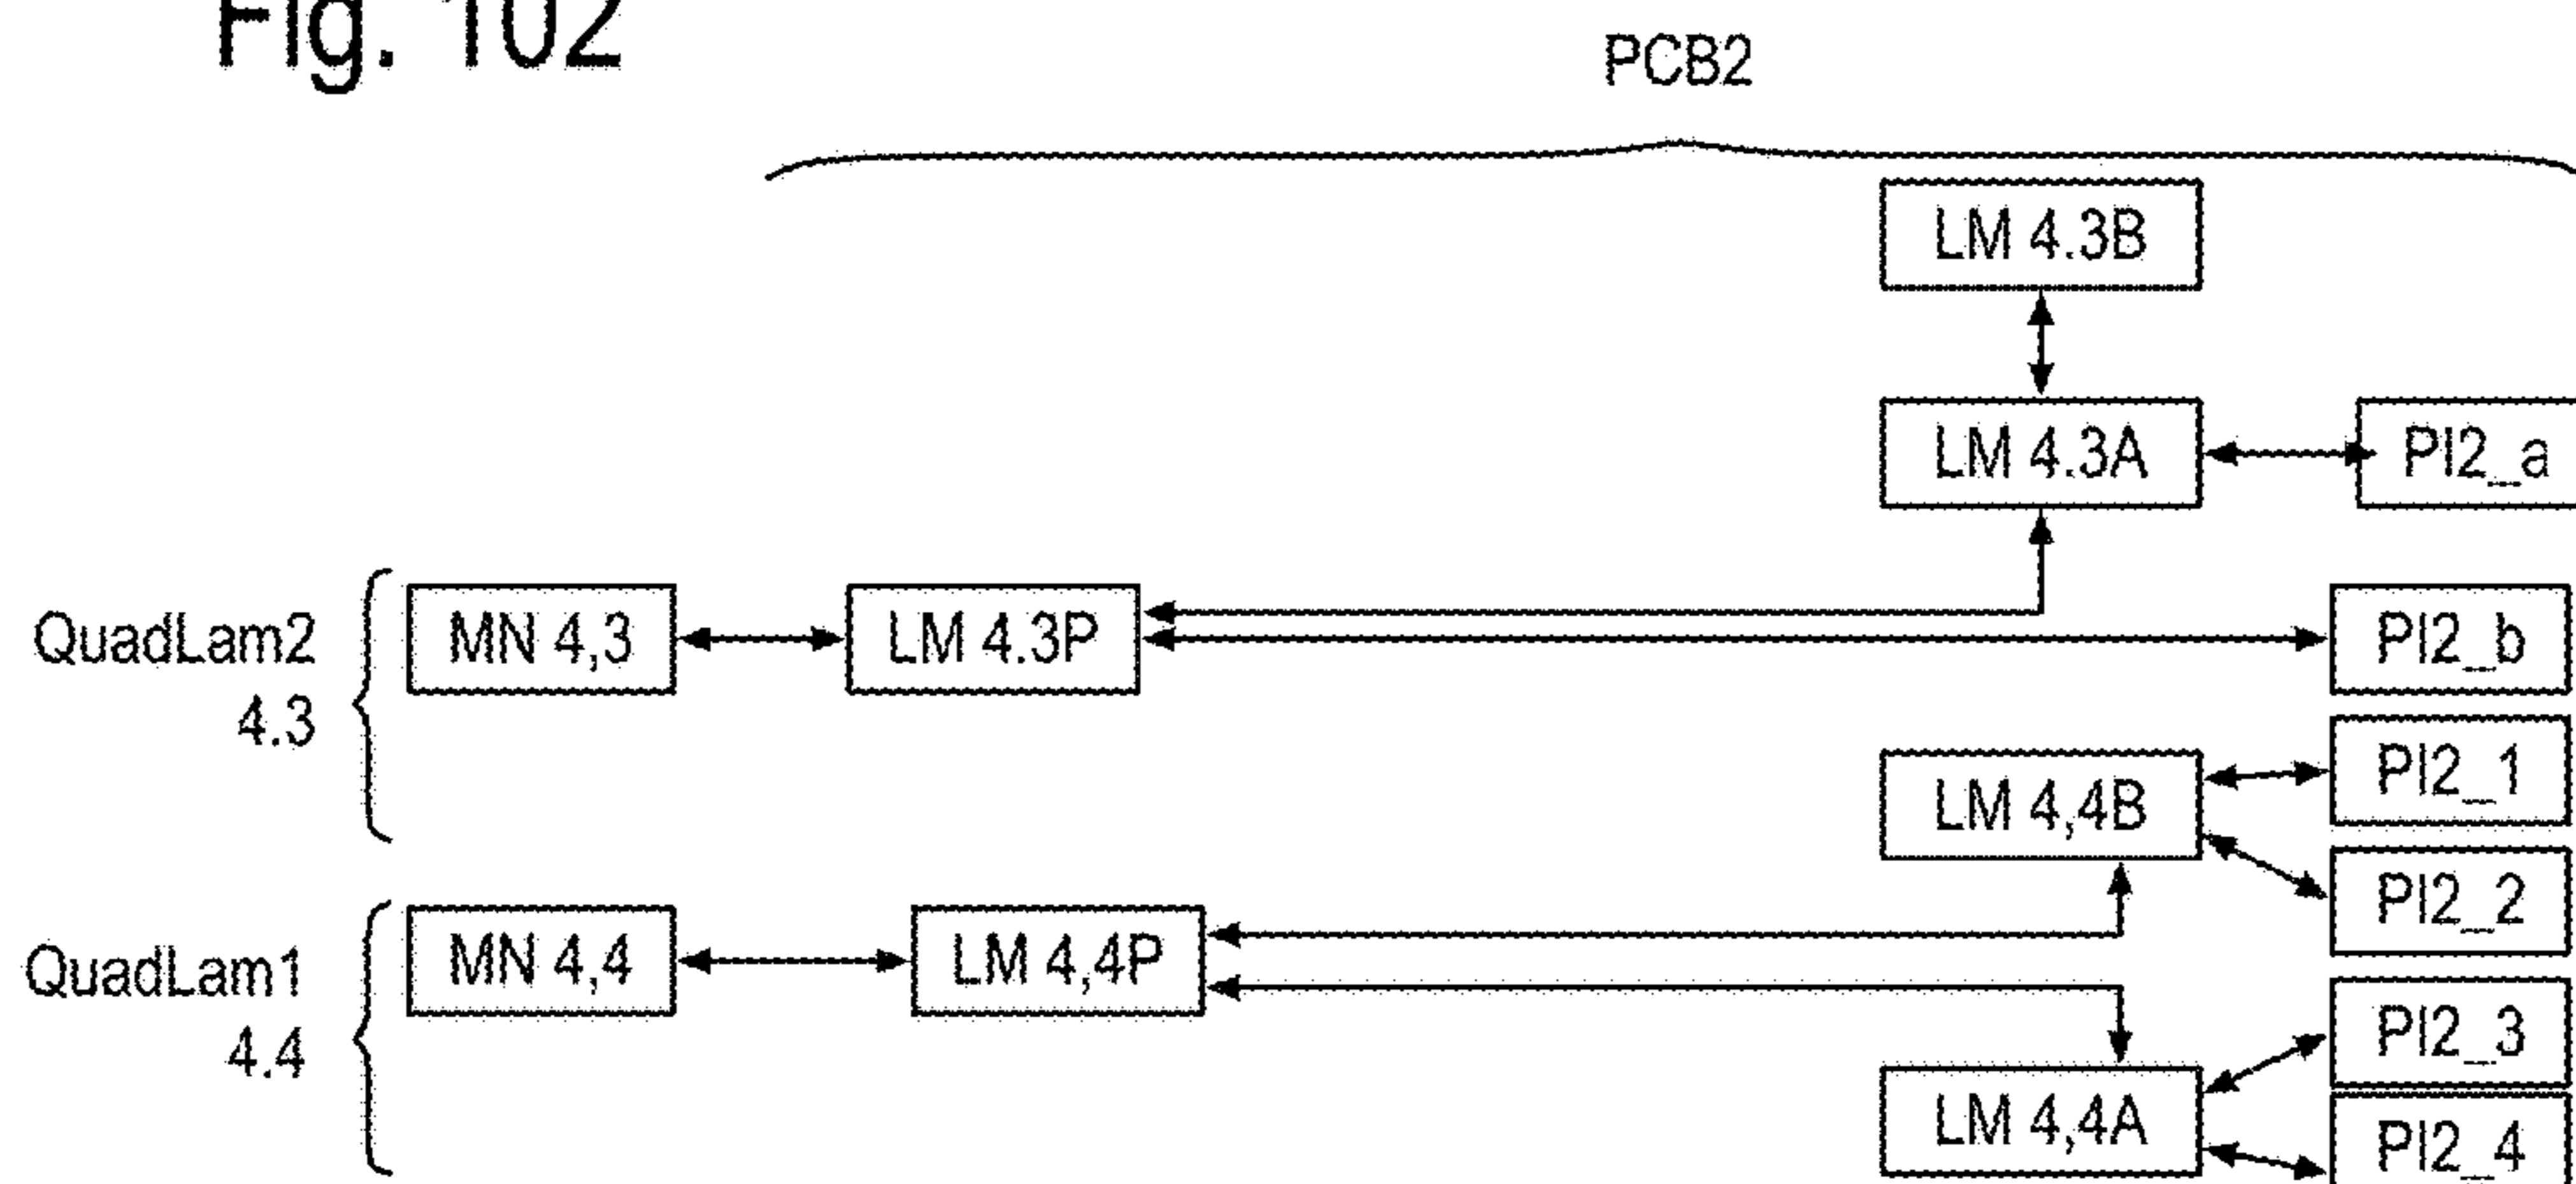 Fig. 102
PCB2
LM 4.3B
LM 4.3A
PI2_a
QuadLam2
4.3
MN 4,3
LM 4.3P
PI2_b
LM 4,4B
PI2_1
PI2_2
QuadLam1
4.4
MN 4,4
LM 4,4P
PI2_3
LM 4,4A
PI2_4